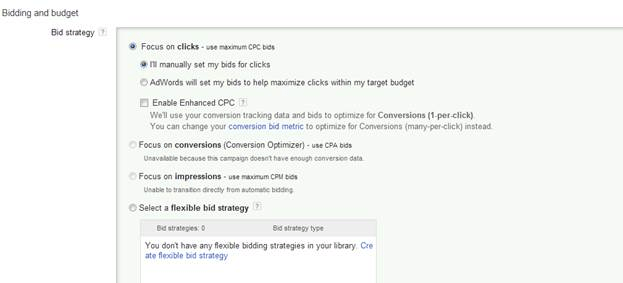 Bidding and budget
Bid strategy ?
Focus on clicks - use maximum CPC bids
I'll manually set my bids for clicks
AdWords will set my bids to help maximize clicks within my target budget
Enable Enhanced CPC ?
We'll use your conversion tracking data and bids to optimize for Conversions (1-per-click).
You can change your conversion bid metric to optimize for Conversions (many-per-click) instead.
Focus on conversions (Conversion Optimizer) - use CPA bids
Unavailable because this campaign doesn't have enough conversion data.
Focus on impressions - use maximum CPM bids
Unable to transition directly from automatic bidding.
Select a flexible bid strategy ?
Bid strategies: 0 Bid strategy type
You don't have any flexible bidding strategies in your library. Cre
ate flexible bid strategy